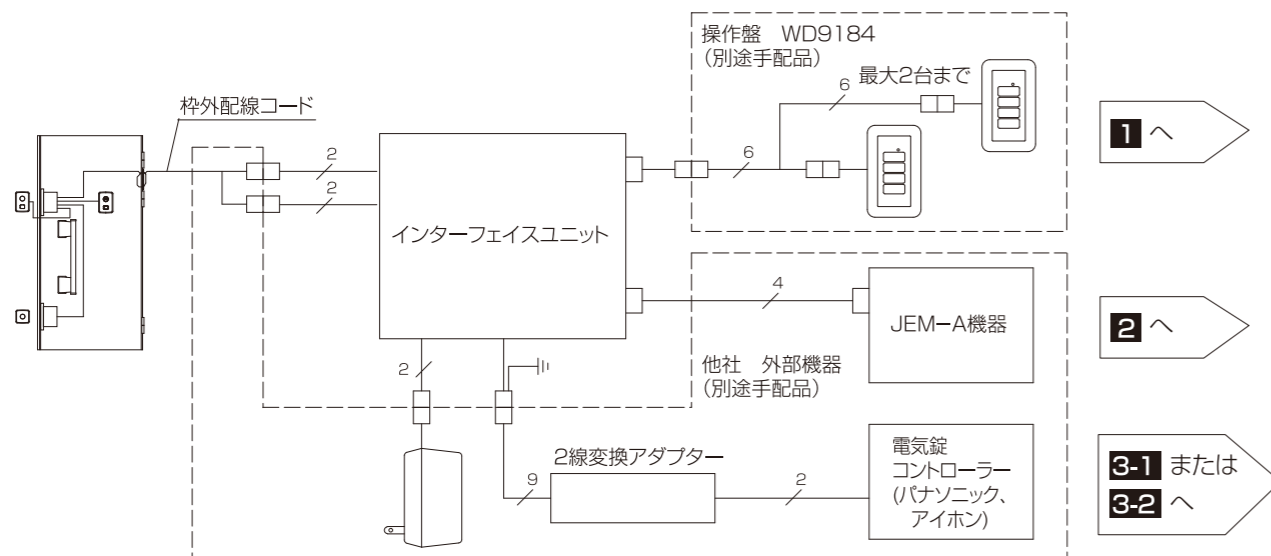 操作盤　WD9184
(別途手配品)
最大2台まで
6
6
1 へ
枠外配線コード
2
2
インターフェイスユニット
4
JEM-A機器
2 へ
他社　外部機器
(別途手配品)
2
2線変換アダプター
9
2
電気錠
コントローラー
(パナソニック、
アイホン)
3-1 または
3-2 へ